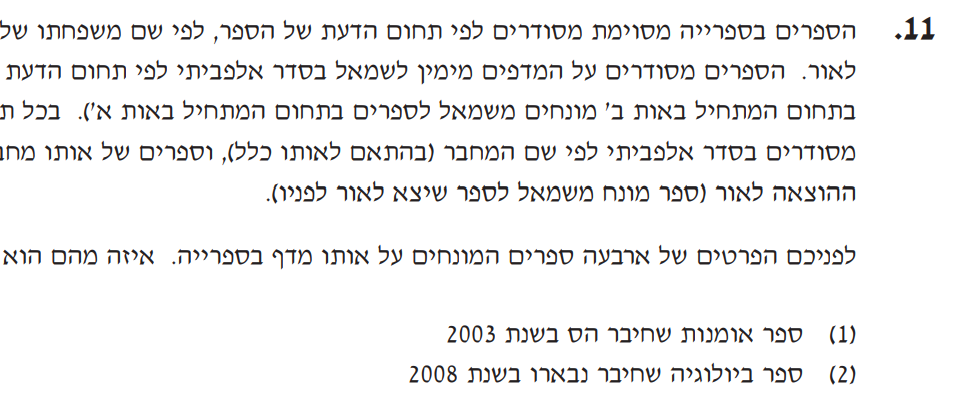 11. הספרים בספרייה מסוימת מסודרים לפי תחום הדעת של הספר, לפי שם משפחתו של
לאור. הספרים מסודרים על המדפים מימין לשמאל בסדר אלפביתי לפי תחום הדעת
בתחום המתחיל באות ב' מונחים משמאל לספרים בתחום המתחיל באות א'). בכל
מסודרים בסדר אלפביתי לפי שם המחבר (בהתאם לאותו כלל), וספרים של אותו
ההוצאה לאור (ספר מונח משמאל לספר שיצא לאור לפניו).
לפניכם הפרטים של ארבעה ספרים המונחים על אותו מדף בספרייה. איזה מהם הוא
(1) ספר אומנות שחיבר הס בשנת 2003
(2) ספר ביולוגיה שחיבר נבארו בשנת 2008